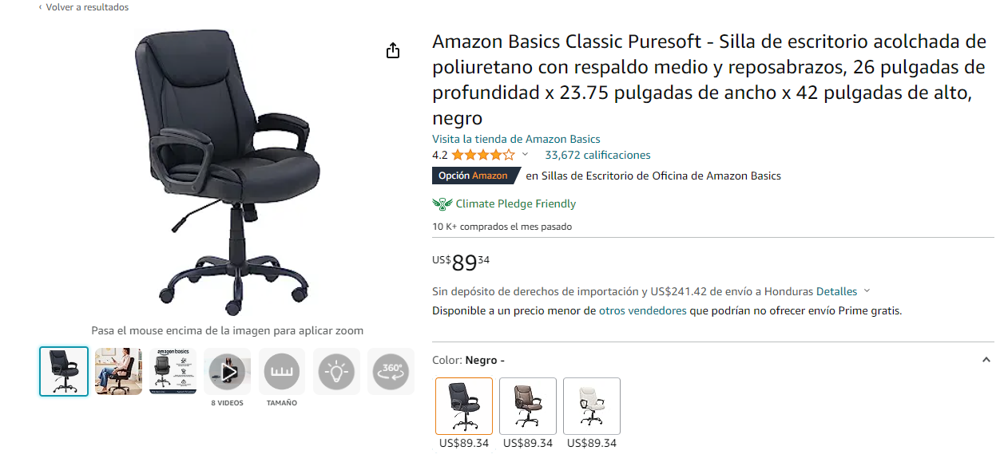 ‹ Volver a resultados
Amazon Basics Classic Puresoft - Silla de escritorio acolchada de
poliuretano con respaldo medio y reposabrazos, 26 pulgadas de
profundidad x 23.75 pulgadas de ancho x 42 pulgadas de alto,
negro
Visita la tienda de Amazon Basics
4.2 33,672 calificaciones
Opción Amazon en Sillas de Escritorio de Oficina de Amazon Basics
Climate Pledge Friendly
10 K+ comprados el mes pasado
US$8934
Sin depósito de derechos de importación y US$241.42 de envío a Honduras Detalles
Disponible a un precio menor de otros vendedores que podrían no ofrecer envío Prime gratis.
Pasa el mouse encima de la imagen para aplicar zoom
amazon basics
360°
8 VIDEOS
TAMAÑO
Color: Negro -
US$89.34 US$89.34 US$89.34